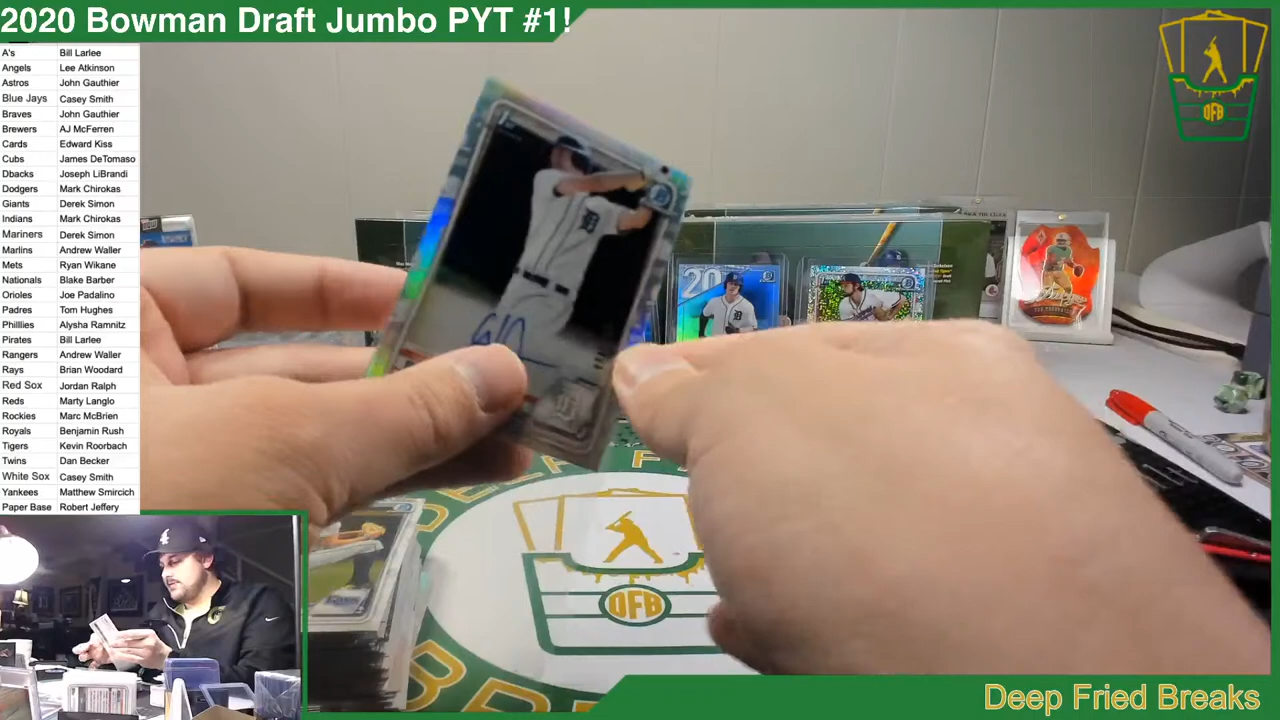 2020 Bowman Draft Jumbo PYT #1!
A's Bill Larlee
Angels Lee Atkinson
Astros John Gauthier
Blue Jays Casey Smith
Braves John Gauthier
Brewers AJ McFerren
Cards Edward Kiss
Cubs James DeTomaso
Dbacks Joseph LiBrandi
Dodgers Mark Chirokas
Giants Derek Simon
Indians Mark Chirokas
Mariners Derek Simon
Marlins Andrew Waller
Mets Ryan Wikane
Nationals Blake Barber
Orioles Joe Padalino
Padres Tom Hughes
Philllies Alysha Ramnitz
Pirates Bill Larlee
Rangers Andrew Waller
Rays Brian Woodard
Red Sox Jordan Ralph
Reds Marty Langlo
Rockies Marc McBrien
Royals Benjamin Rush
Tigers Kevin Roorbach
Twins Dan Becker
White Sox Casey Smith
Yankees Matthew Smircich
Paper Base Robert Jeffery
DFB
20
DFB
Deep Fried Breaks